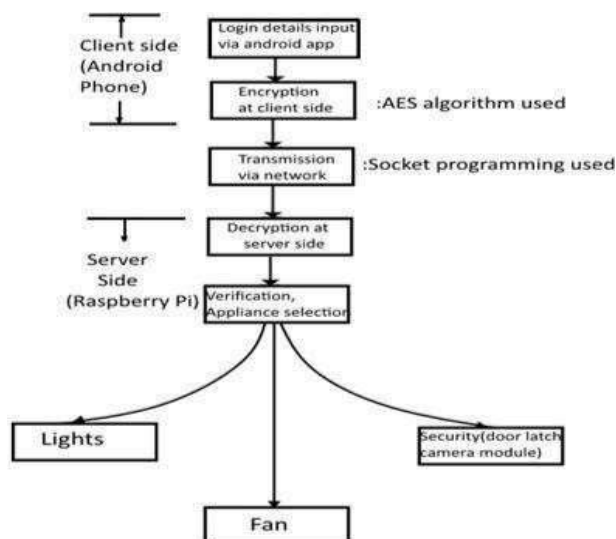 Login details input
via android app
Client side
(Android
Phone)
Encryption
at client side
:AES algorithm used
Transmission
via network
:Socket programming used
Decryption at
server side
Server
Side
(Raspberry Pi)
Verification,
Appliance selection
Lights
Security(door latch
camera module)
Fan